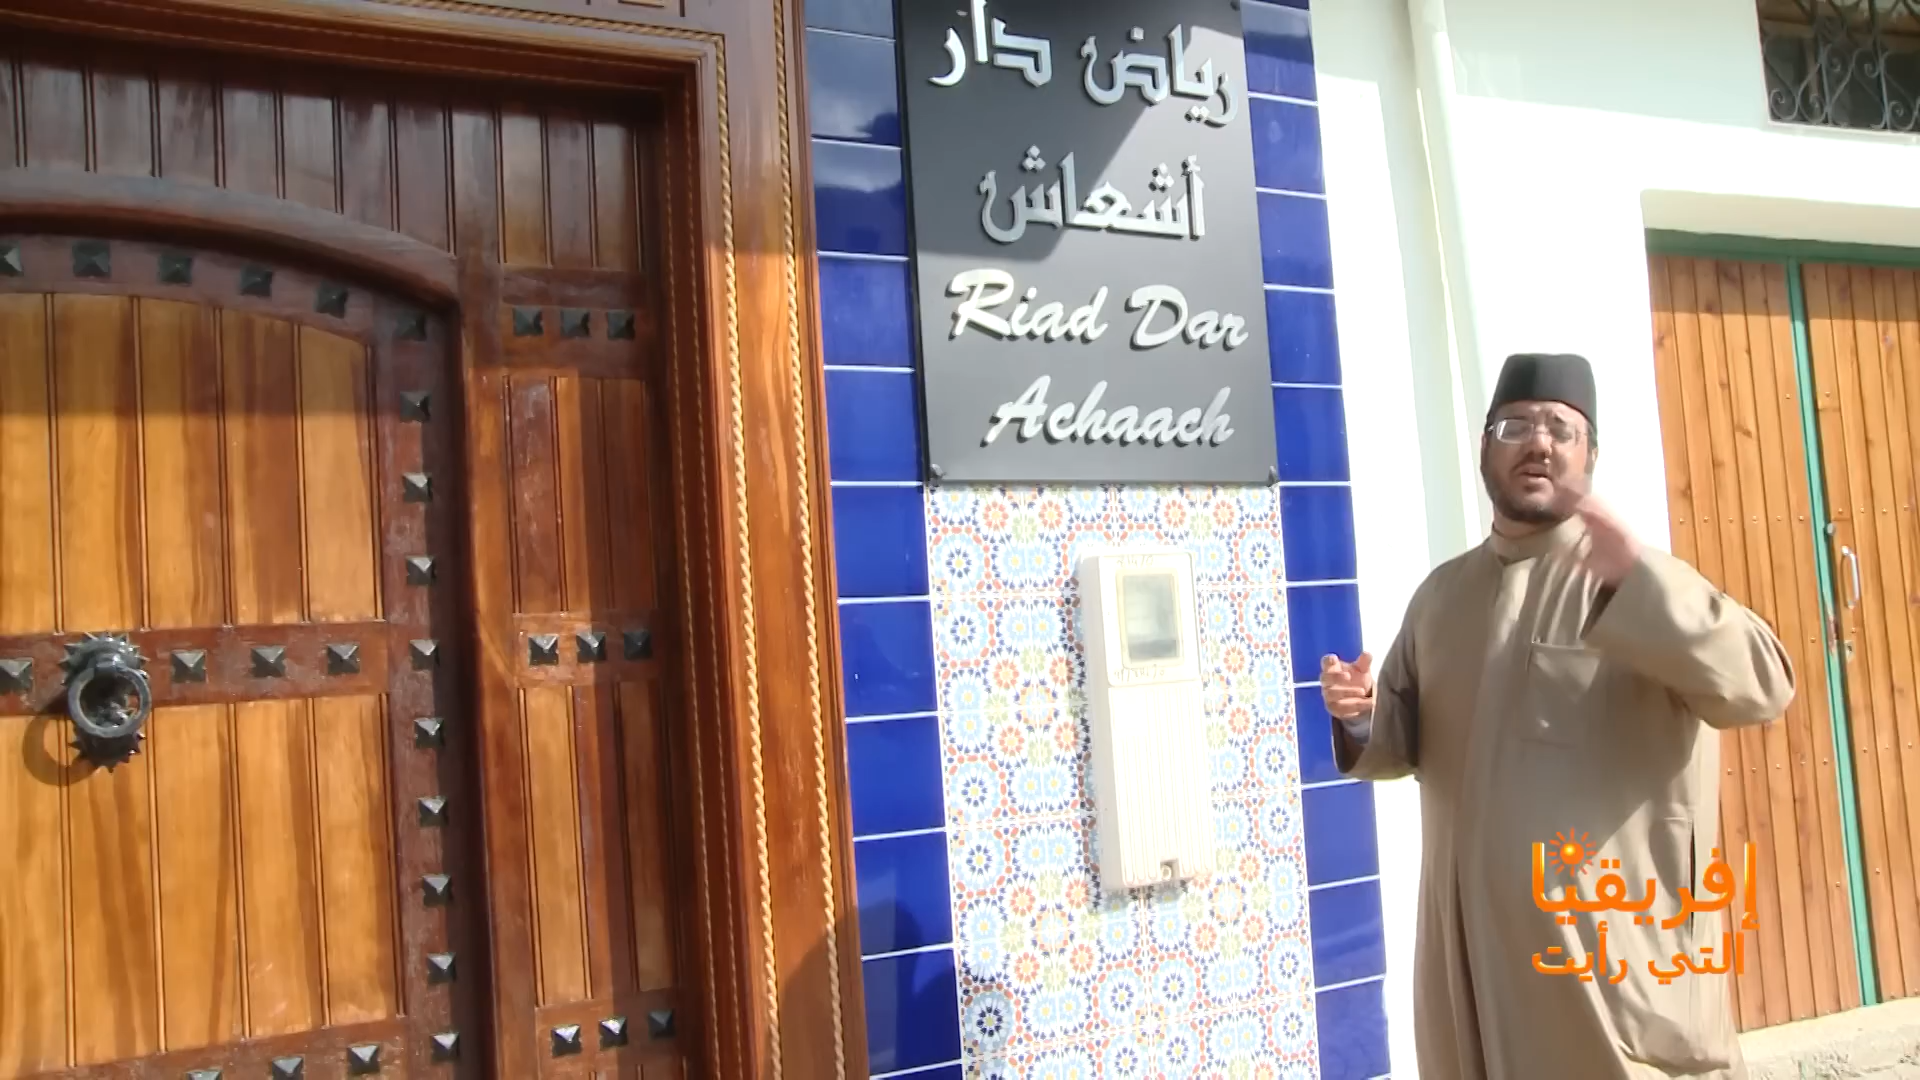 رياض دار
أشعاش
Riad Dar
Achaach
إفريقيا
التي رأيت